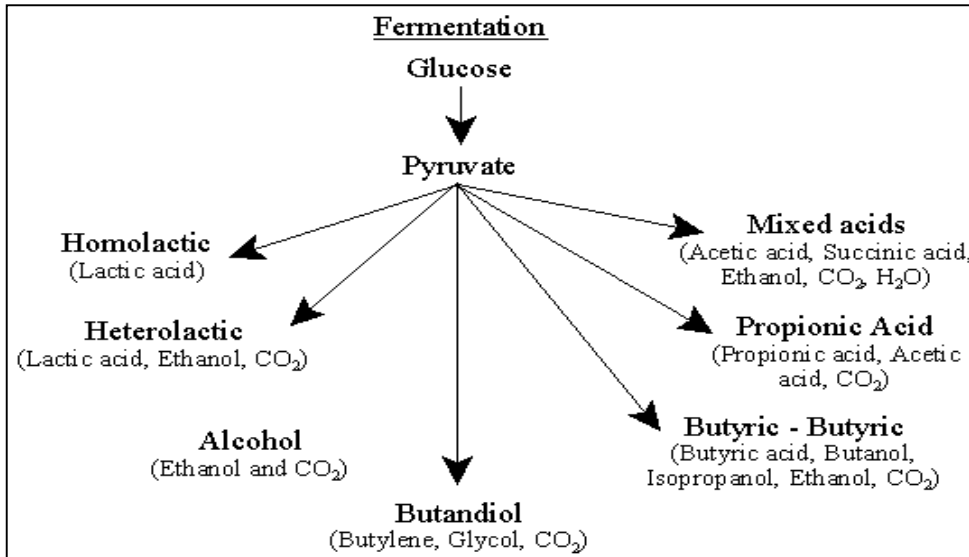 Fermentation
Glucose
Pyruvate
Homolactic
(Lactic acid)
Heterolactic
(Lactic acid, Ethanol, CO₂)
Alcohol
(Ethanol and CO₂)
Butandiol
(Butylene, Glycol, CO₂)
Mixed acids
(Acetic acid, Succinic acid,
Ethanol, CO₂, H₂O)
Propionic Acid
(Propionic acid, Acetic
acid, CO₂)
Butyric - Butyric
(Butyric acid, Butanol,
Isopropanol, Ethanol, CO₂)